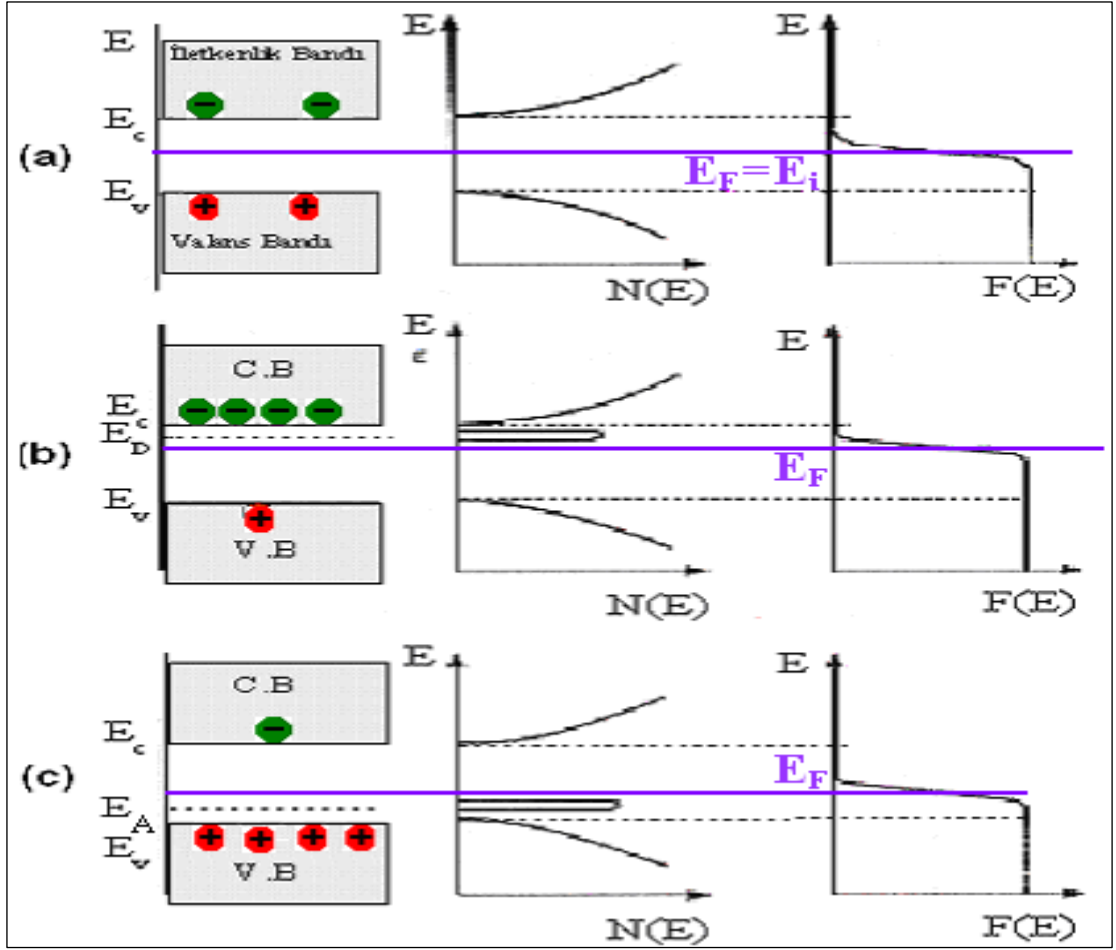 E
E
E
İletkenlik Bandı
E_c
(a)
E_F=E_i
E_v
Valans Bandı
N(E)
F(E)
E
E
C.B
E_c
E_D
(b)
E_F
E_v
V.B
N(E)
F(E)
E
E
C.B
E_c
(c)
E_F
E_A
E_v
V.B
N(E)
F(E)